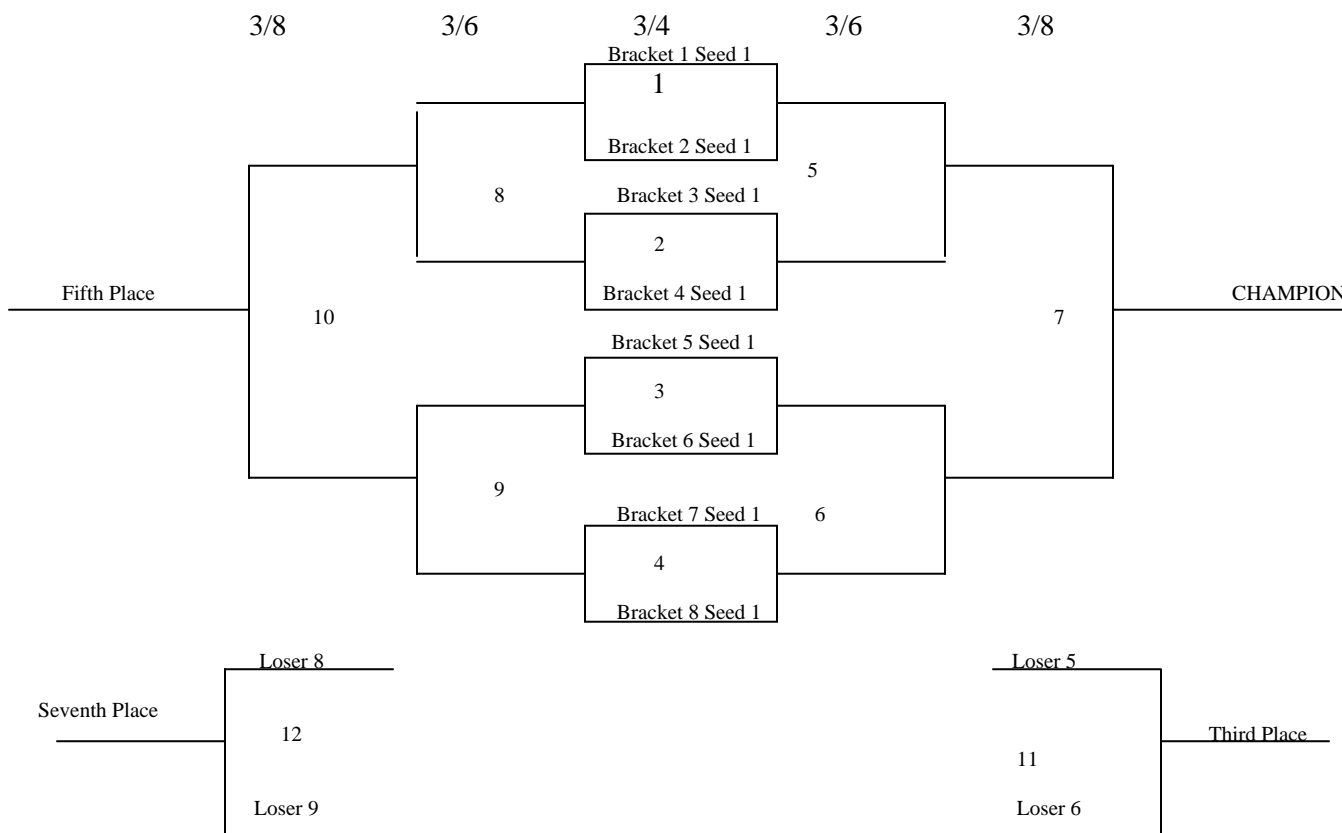 3/8 3/6 3/4 3/6 3/8
Bracket 1 Seed 1
1
Bracket 2 Seed 1
5
8
Bracket 3 Seed 1
2
Fifth Place
Bracket 4 Seed 1
CHAMPION
10
7
Bracket 5 Seed 1
3
Bracket 6 Seed 1
9
Bracket 7 Seed 1
6
4
Bracket 8 Seed 1
Loser 8
Loser 5
Seventh Place
12
Third Place
11
Loser 9
Loser 6